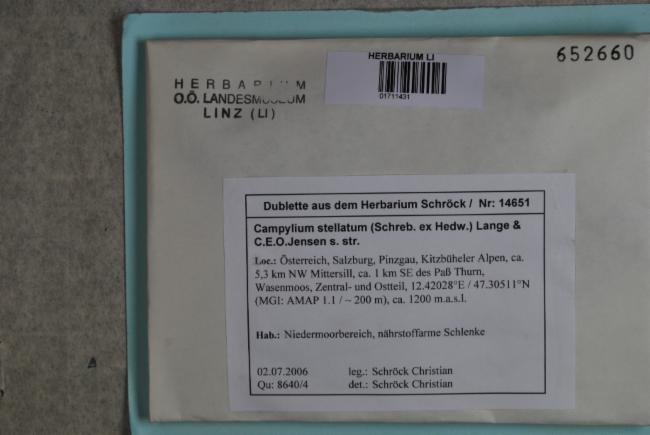 652660
HERBARIUM LI
01711431
HERBARIUM
O.Ö. LANDESMUSEUM
LINZ (LI)
Dublette aus dem Herbarium Schröck / Nr: 14651
Campylium stellatum (Schreb. ex Hedw.) Lange &
C.E.O.Jensen s. str.
Loc.: Österreich, Salzburg, Pinzgau, Kitzbüheler Alpen, ca.
5,3 km NW Mittersill, ca. 1 km SE des Paß Thurn,
Wasenmoos, Zentral- und Ostteil, 12.42028°E / 47.30511°N
(MGI: AMAP 1.1 / ~ 200 m), ca. 1200 m.a.s.l.
Hab.: Niedermoorbereich, nährstoffarme Schlenke
02.07.2006 leg.: Schröck Christian
Qu: 8640/4 det.: Schröck Christian